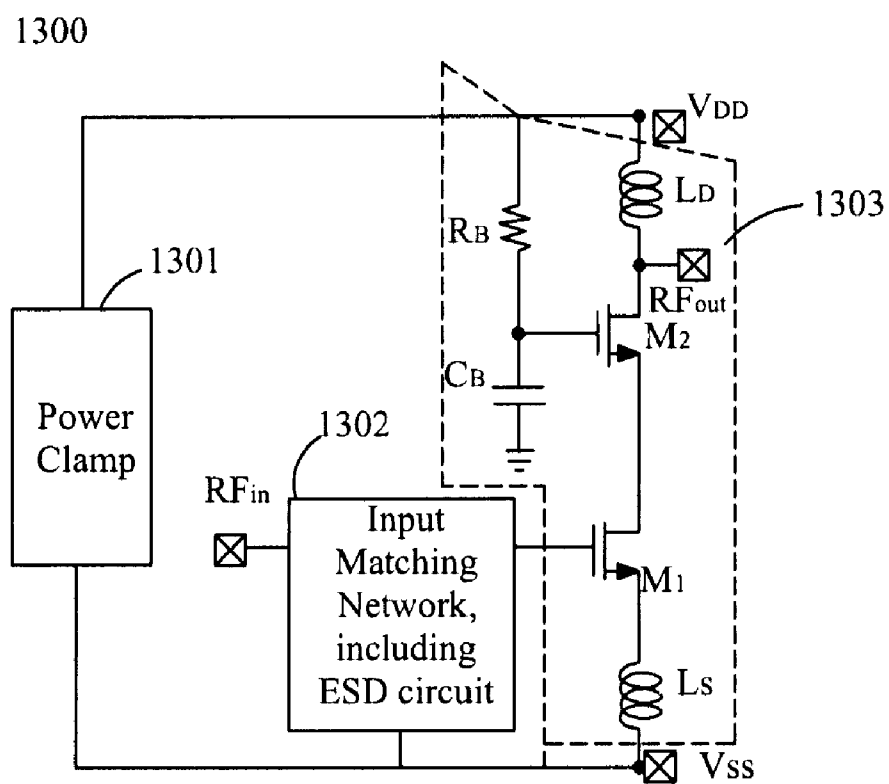 1300
VDD
LD
1303
RB
1301
RFout
M2
CB
Power
Clamp
1302
RFin
Input
Matching
Network,
including
ESD circuit
M1
LS
VSS